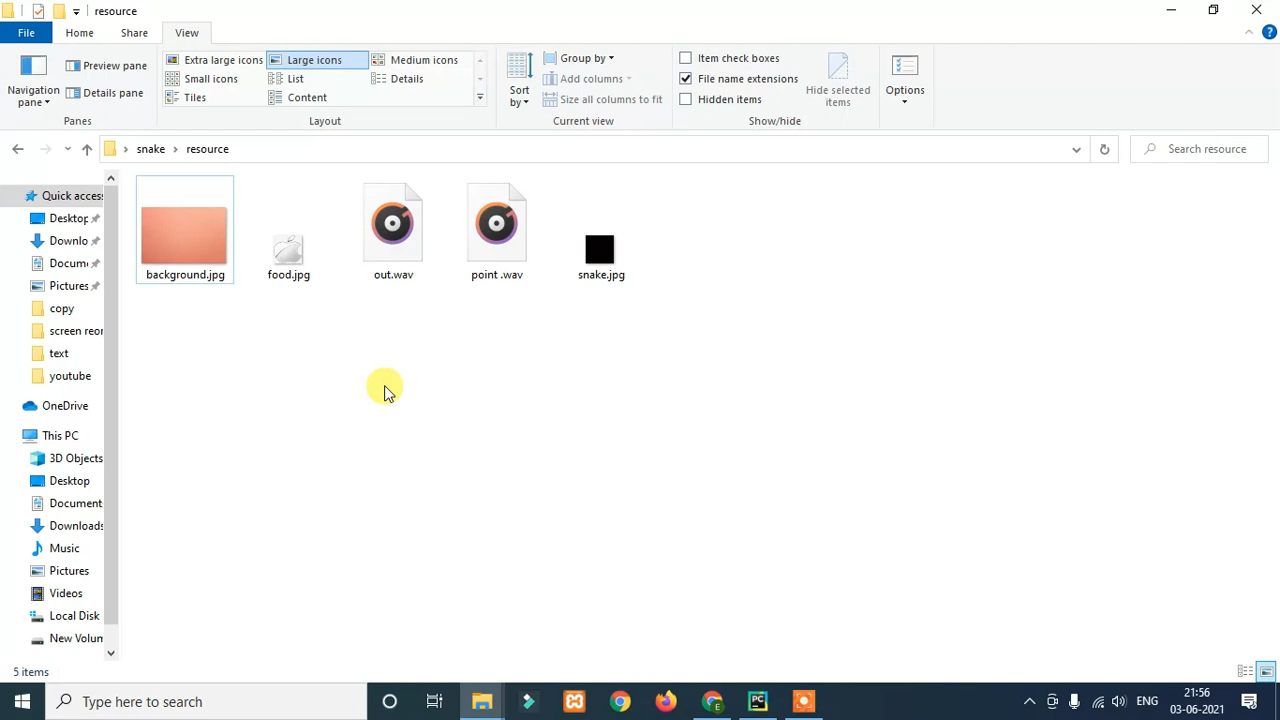 resource
File
Home
Share
View
Navigation pane
Preview pane
Details pane
Panes
Extra large icons
Large icons
Medium icons
Small icons
List
Details
Tiles
Content
Layout
Sort by
Group by
Add columns
Size all columns to fit
Current view
Item check boxes
File name extensions
Hidden items
Hide selected items
Show/hide
Options
snake
resource
Search resource
Quick access
Desktop
Downlo
Docum
Pictures
copy
screen reor
text
youtube
OneDrive
This PC
3D Objects
Desktop
Document
Downloads
Music
Pictures
Videos
Local Disk
New Volum
background.jpg
food.jpg
out.wav
point .wav
snake.jpg
5 items
Type here to search
PC
E
ENG
21:56
03-06-2021